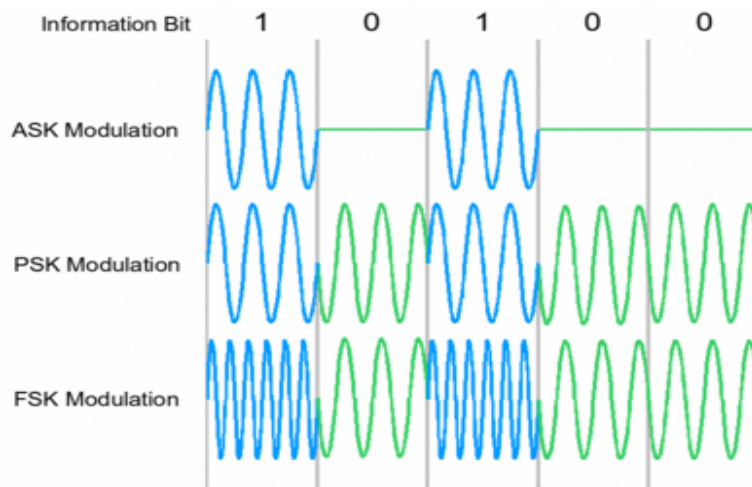 Information Bit 1 0 1 0 0
ASK Modulation
PSK Modulation
FSK Modulation